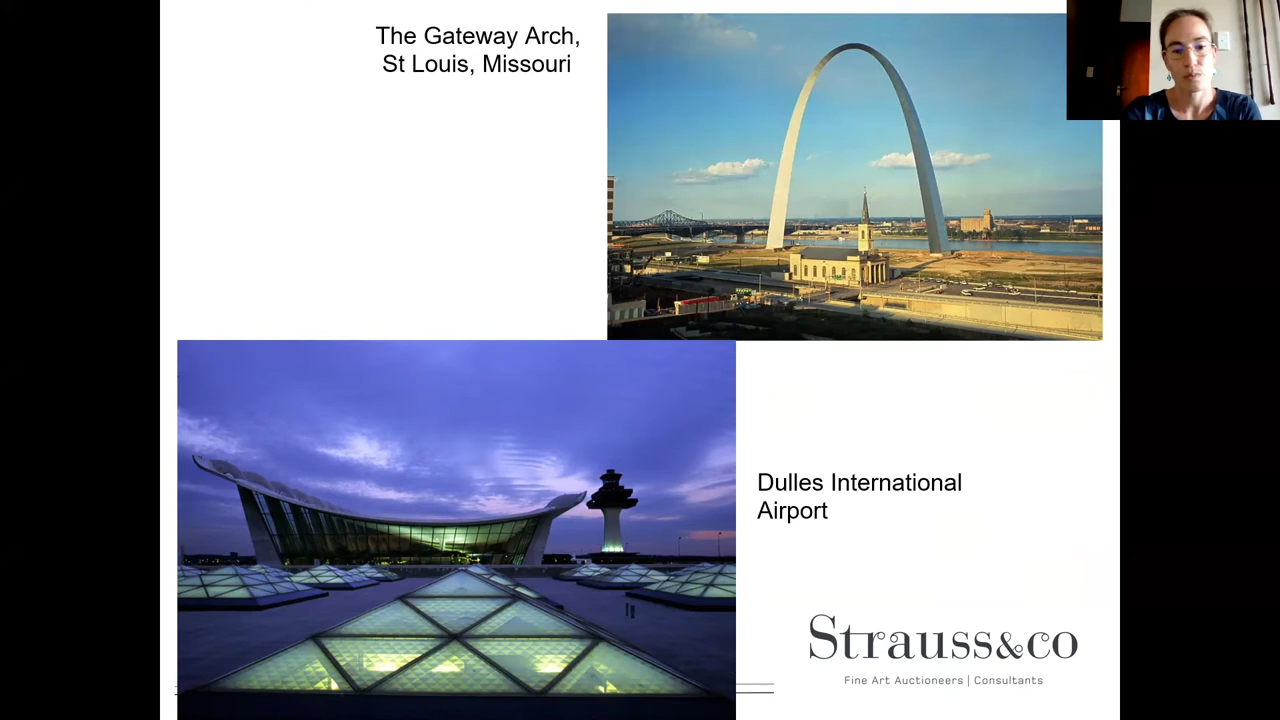 The Gateway Arch,
St Louis, Missouri
Dulles International
Airport
Strauss&co
Fine Art Auctioneers | Consultants